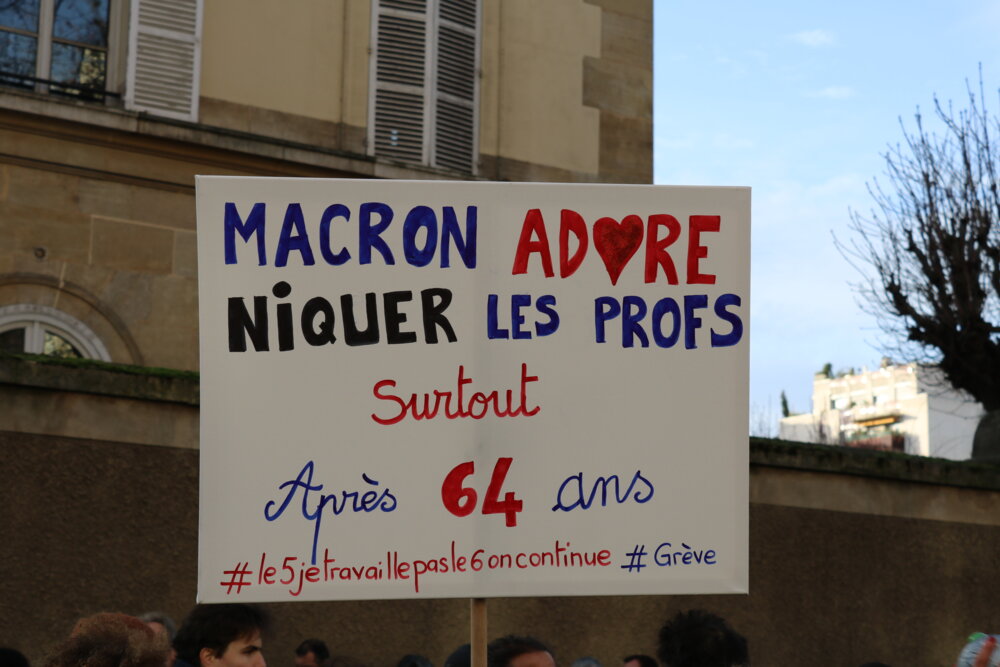 MACRON ADORE
NiQUER LES PROFS
Surtout
Après 64 ans
#le5jetravaillepasle6oncontinue #Grève